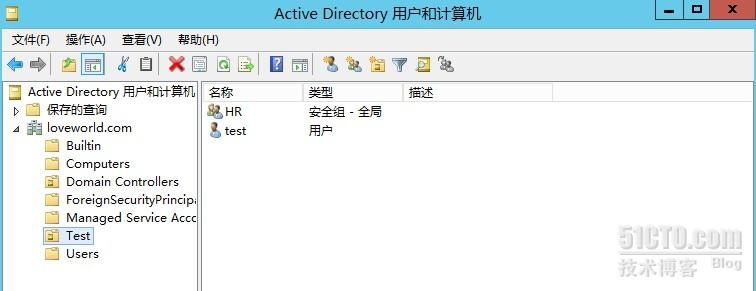 Active Directory 用户和计算机
文件(F) 操作(A) 查看(V) 帮助(H)
Active Directory 用户和计算机
保存的查询
loveworld.com
Builtin
Computers
Domain Controllers
ForeignSecurityPrincipa
Managed Service Acco
Test
Users
名称 类型 描述
HR 安全组 - 全局
test 用户
51CTO.com
技术博客 Blog